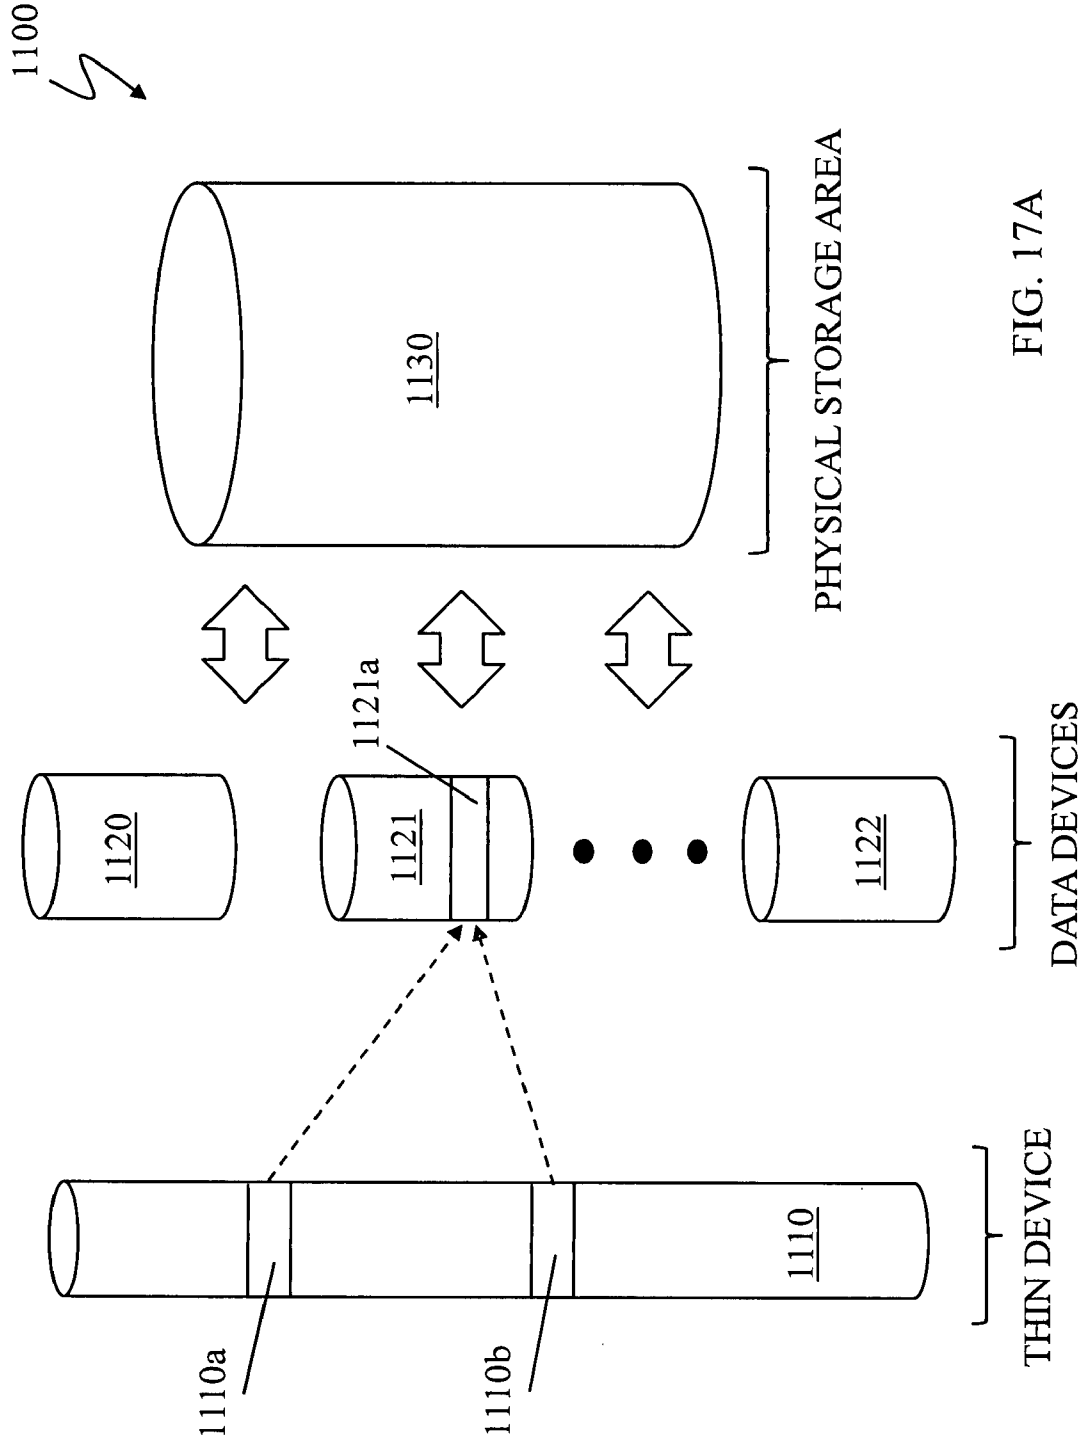 1100
1110a
1110b
1110
THIN DEVICE
1120
1121
1121a
1122
DATA DEVICES
1130
PHYSICAL STORAGE AREA
FIG. 17A